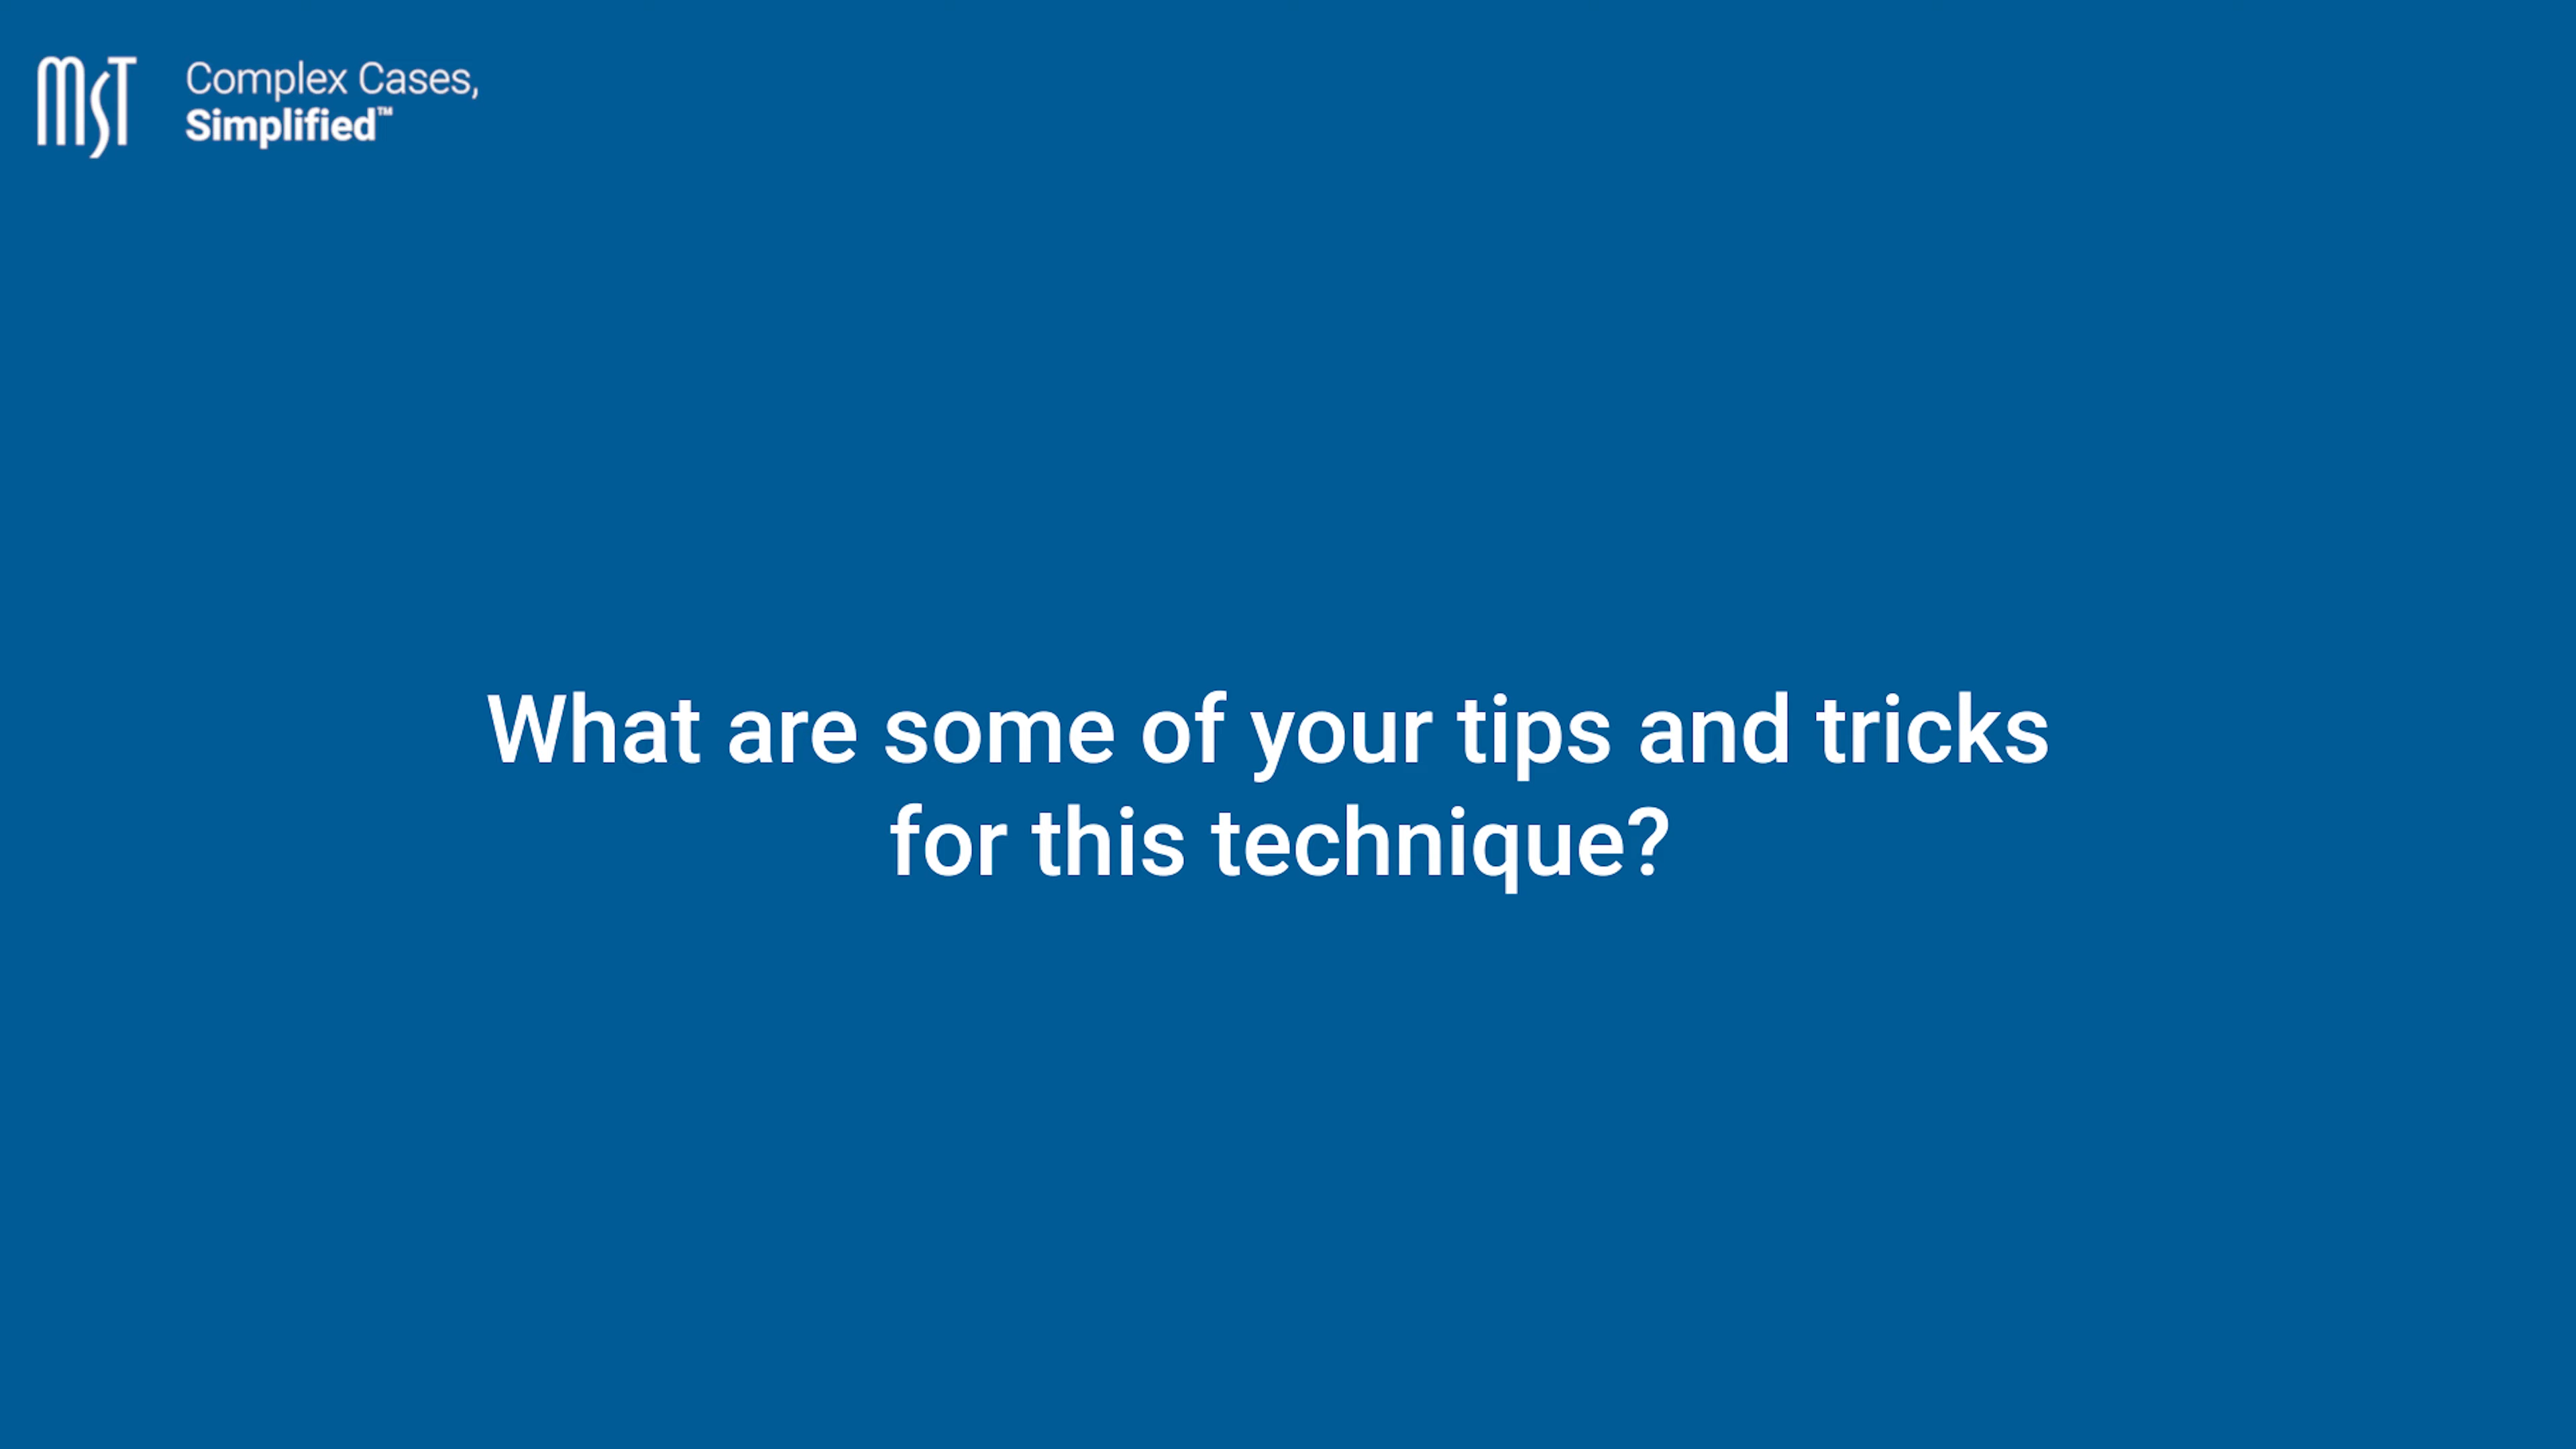 MST
Complex Cases,
Simplified™
What are some of your tips and tricks
for this technique?